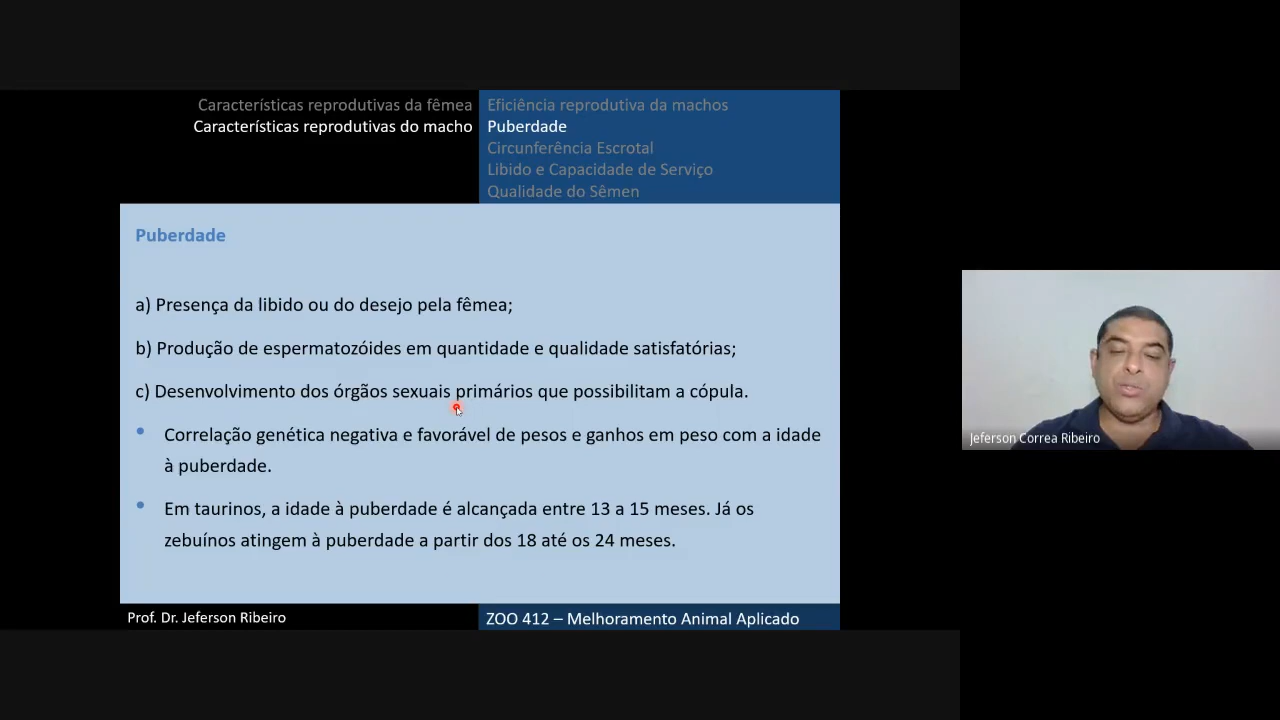 Características reprodutivas da fêmea
Características reprodutivas do macho
Eficiência reprodutiva da machos
Puberdade
Circunferência Escrotal
Libido e Capacidade de Serviço
Qualidade do Sêmen
Puberdade
a) Presença da libido ou do desejo pela fêmea;
b) Produção de espermatozóides em quantidade e qualidade satisfatórias;
c) Desenvolvimento dos órgãos sexuais primários que possibilitam a cópula.
• Correlação genética negativa e favorável de pesos e ganhos em peso com a idade
à puberdade.
• Em taurinos, a idade à puberdade é alcançada entre 13 a 15 meses. Já os
zebuínos atingem à puberdade a partir dos 18 até os 24 meses.
Prof. Dr. Jeferson Ribeiro
ZOO 412 – Melhoramento Animal Aplicado
Jeferson Correa Ribeiro